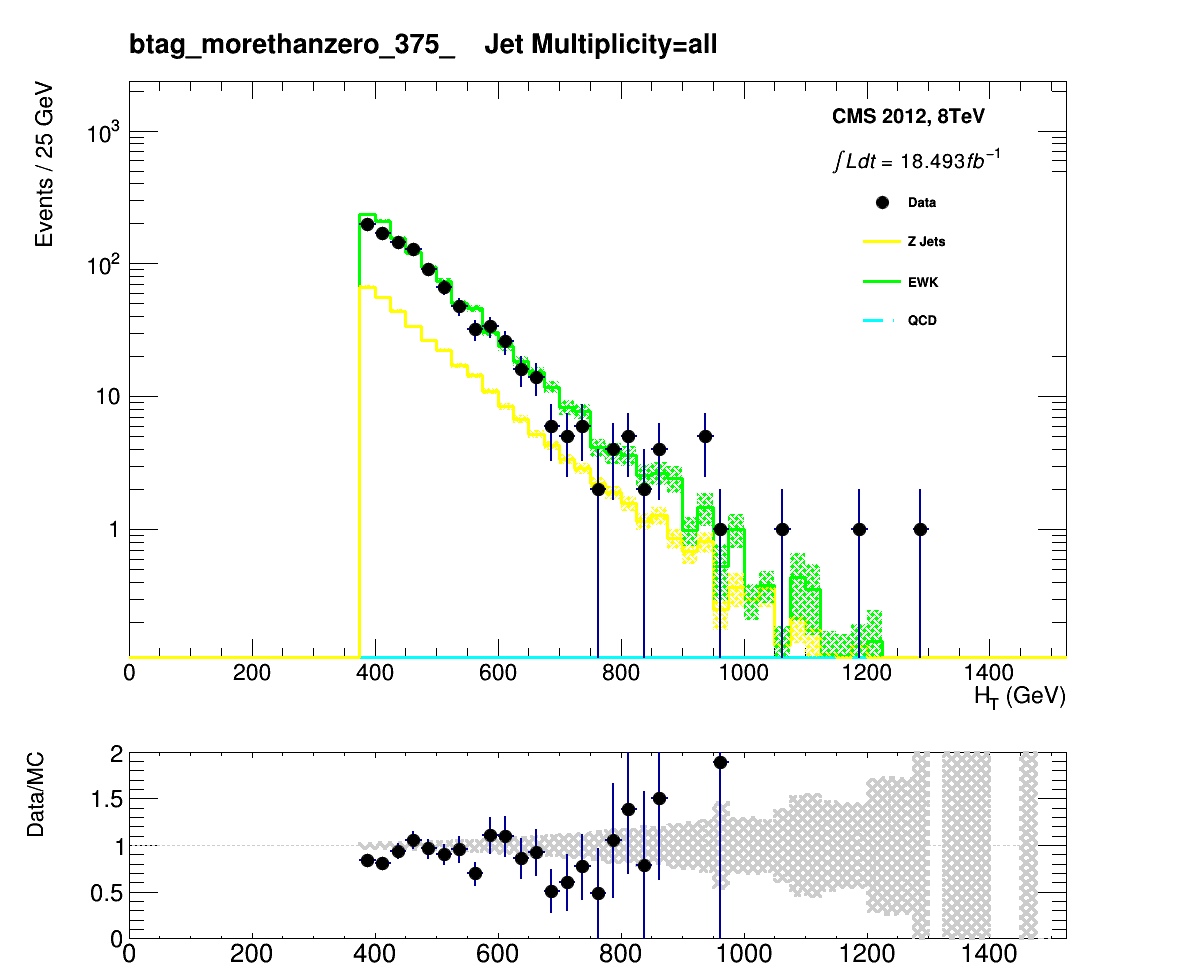 btag_morethanzero_375_ Jet Multiplicity=all
Events / 25 GeV
CMS 2012, 8TeV
∫Ldt = 18.493fb⁻¹
Data
Z Jets
EWK
QCD
10³
10²
10
1
0 200 400 600 800 1000 1200 1400
H_T (GeV)
Data/MC
2
1.5
1
0.5
0
0 200 400 600 800 1000 1200 1400